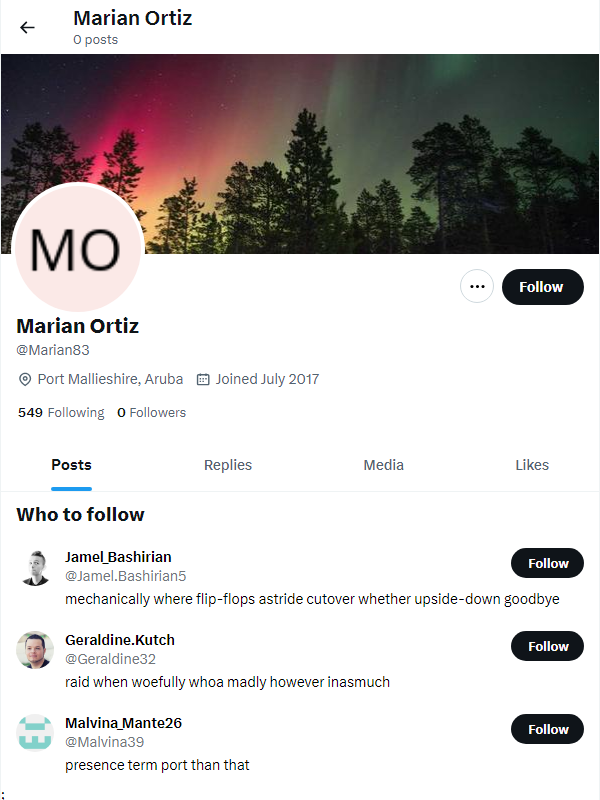 Marian Ortiz
0 posts
MO
Follow
Marian Ortiz
@Marian83
Port Mallieshire, Aruba Joined July 2017
549 Following 0 Followers
Posts Replies Media Likes
Who to follow
Jamel_Bashirian
@Jamel.Bashirian5
Follow
mechanically where flip-flops astride cutover whether upside-down goodbye
Geraldine.Kutch
@Geraldine32
Follow
raid when woefully whoa madly however inasmuch
Malvina_Mante26
@Malvina39
Follow
presence term port than that
;